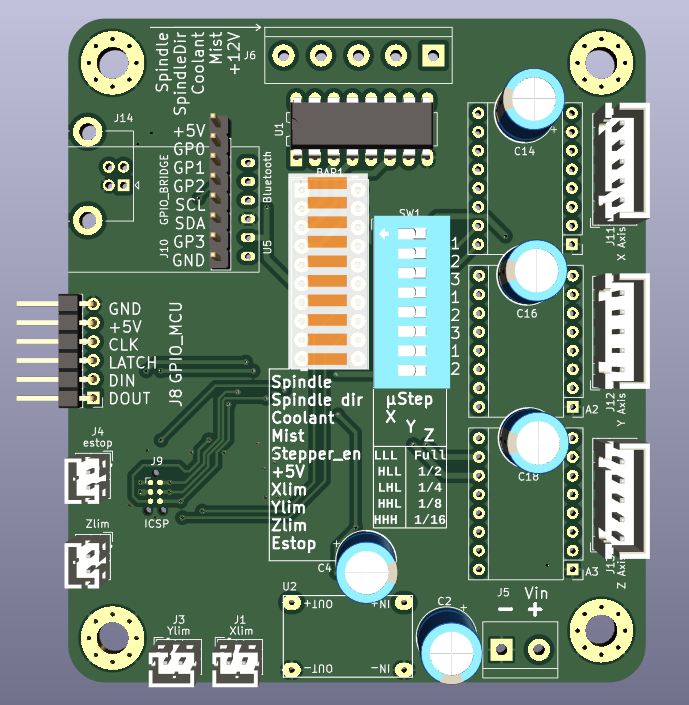 Spindle
SpindleDir
Coolant
Mist
+12V
J6
J14
+5V
GP0
GP1
GP2
SCL
SDA
GP3
GND
GPIO_BRIDGE
J10
Bluetooth
U5
U1
BAR1
SW1
1
2
3
1
2
3
1
2
C14
J11
X Axis
C16
J12
Y Axis
A2
C18
Z Axis
A3
GND
+5V
CLK
LATCH
DIN
DOUT
J8 GPIO_MCU
J4
estop
J9
ICSP
Zlim
J3
Ylim
J1
Xlim
Spindle
Spindle dir
Coolant
Mist
Stepper_en
+5V
Xlim
Ylim
Zlim
Estop
µStep
X
Y
Z
LLL Full
HLL 1/2
LHL 1/4
HHL 1/8
HHH 1/16
C4
+
U2
+OUT
+IN
-OUT
-IN
C2
+
J5
Vin
- +